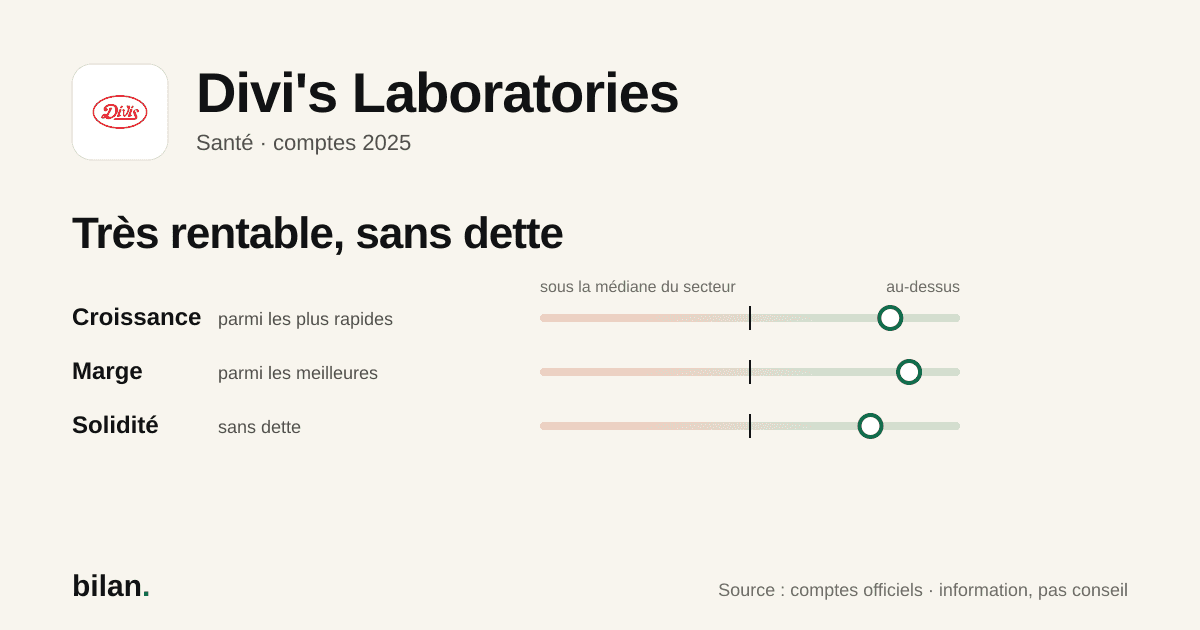 Divis
Divi's Laboratories
Santé · comptes 2025
Très rentable, sans dette
sous la médiane du secteur au-dessus
Croissance parmi les plus rapides
Marge parmi les meilleures
Solidité sans dette
bilan.
Source : comptes officiels · information, pas conseil